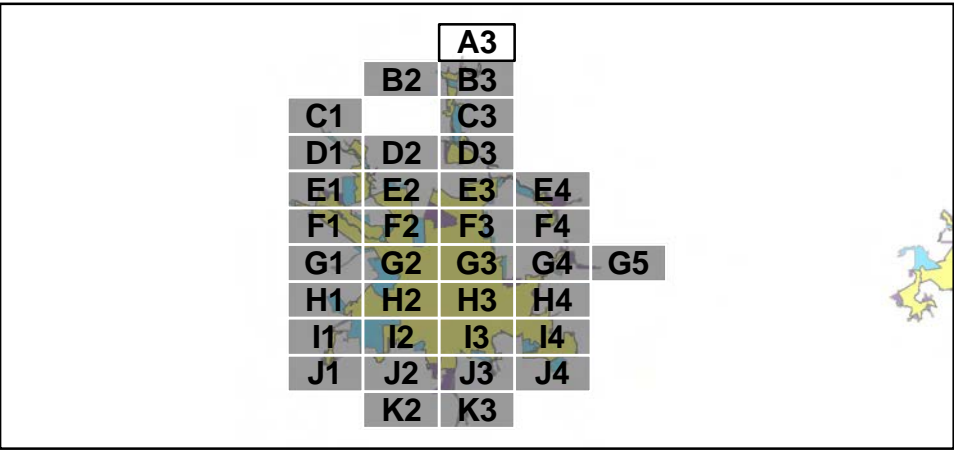 A3
B2 B3
C1 C3
D1 D2 D3
E1 E2 E3 E4
F1 F2 F3 F4
G1 G2 G3 G4 G5
H1 H2 H3 H4
I1 I2 I3 I4
J1 J2 J3 J4
K2 K3